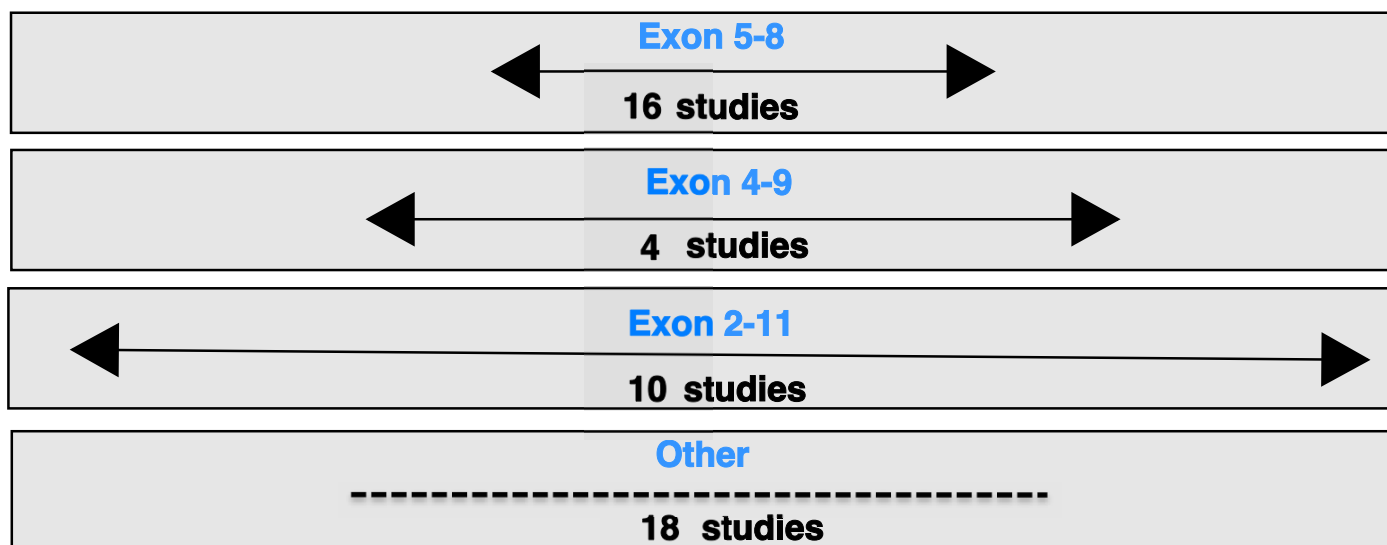 Exon 5-8
16 studies
Exon 4-9
4 studies
Exon 2-11
10 studies
Other
18 studies